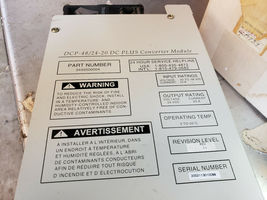 DCP-48/24-20 DC PLUS Converter Module
PART NUMBER
24 HOUR SERVICE HELPLINE
WARNING
TO REDUCE THE RISK OF FIRE
AND ELECTRIC SHOCK, INSTALL
IN A TEMPERATURE- AND
HUMIDITY-CONTROLLED INDOOR
AREA RELATIVELY FREE OF CON-
DUCTIVE CONTAMINANTS.
INPUT RATINGS
OUTPUT RATING
OPERATING TEMP
AVERTISSEMENT
A INSTALLER A L'INTERIEUR, DANS
UN ENDROIT A TEMPERATURE
ET HUMIDITE REGLEES, A L'ABRI
DE CONTAMINANTS CONDUCTEURS
AFIN DE REDUIRE TOUT RISQUE
D'INCENDIE ET D'ELECTROCUTION
REVISION LEVEL
SERIAL NUMBER